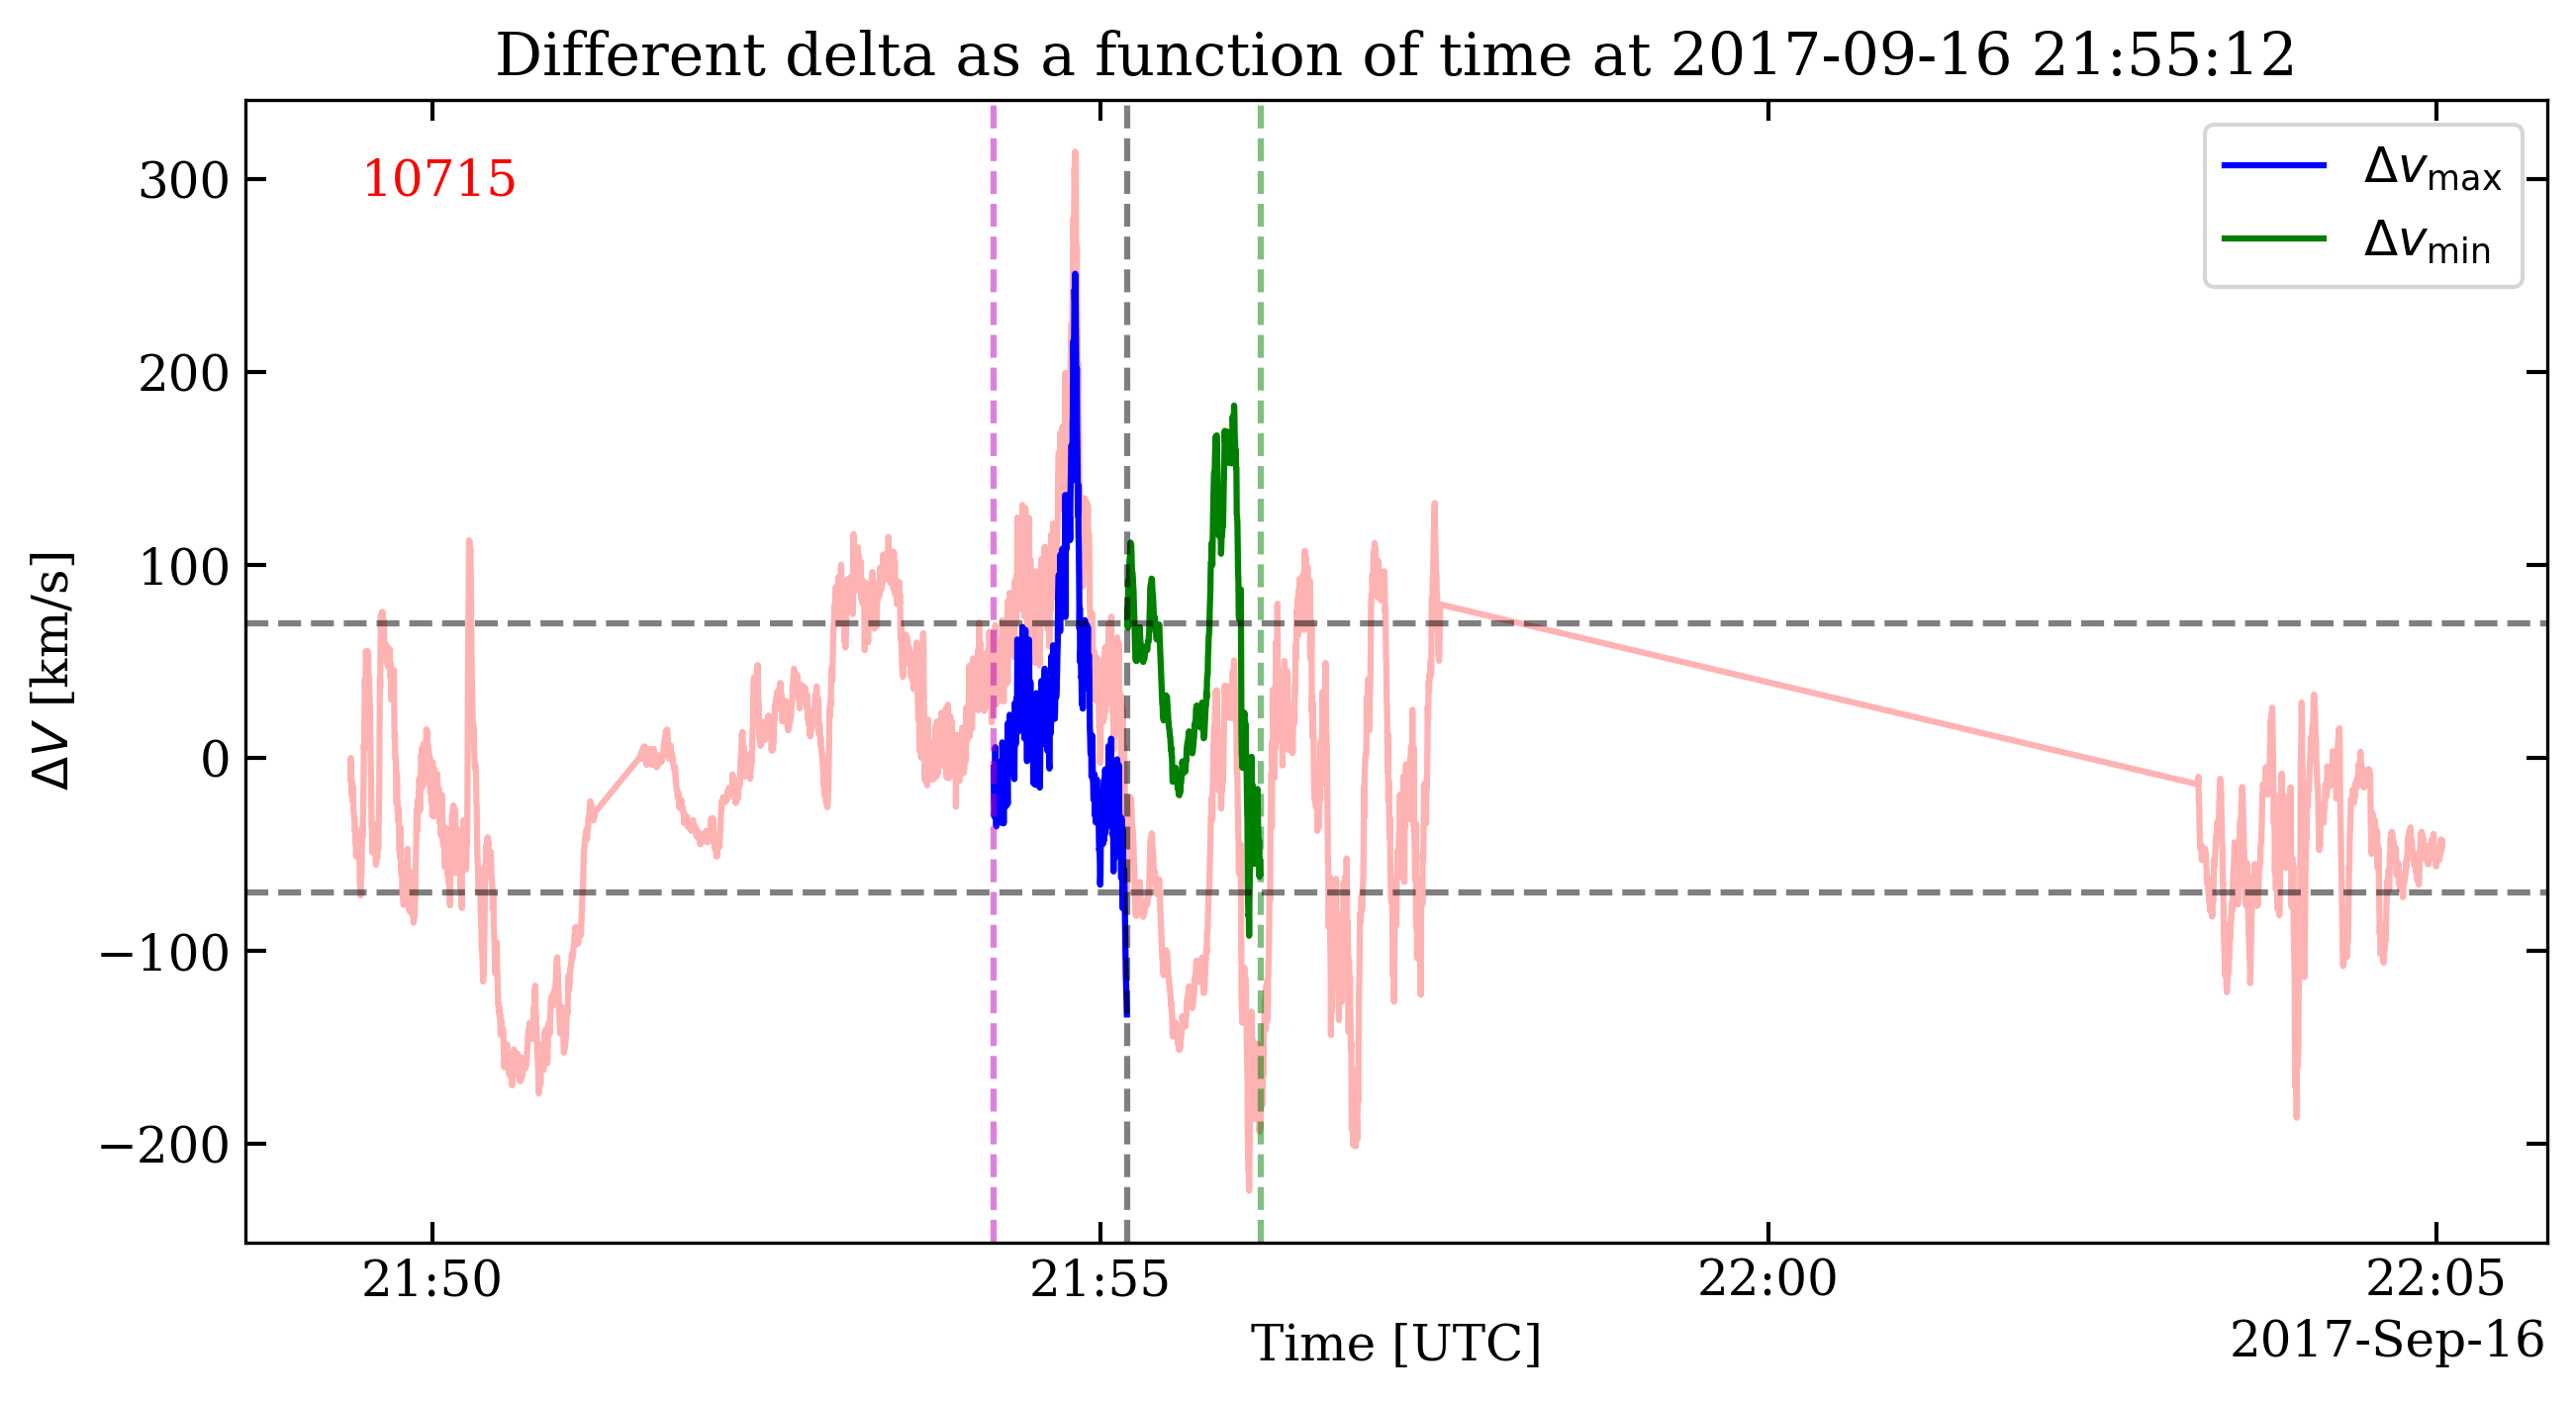 Different delta as a function of time at 2017-09-16 21:55:12
10715
Δv_max
Δv_min
300
200
100
0
−100
−200
ΔV [km/s]
21:50
21:55
22:00
22:05
Time [UTC]
2017-Sep-16